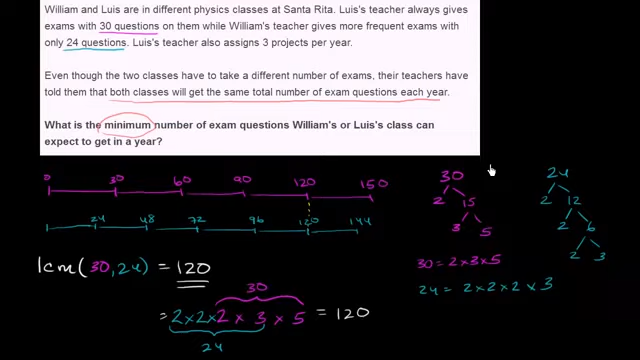 William and Luis are in different physics classes at Santa Rita. Luis's teacher always gives
exams with 30 questions on them while William's teacher gives more frequent exams with
only 24 questions. Luis's teacher also assigns 3 projects per year.
Even though the two classes have to take a different number of exams, their teachers have
told them that both classes will get the same total number of exam questions each year.
What is the minimum number of exam questions William's or Luis's class can
expect to get in a year?
0 30 60 90 120 150
24 48 72 96 120 144
30
2 15
3 5
24
2 12
2 6
2 3
30 = 2 × 3 × 5
24 = 2 × 2 × 2 × 3
lcm(30, 24) = 120
30
= 2 × 2 × 2 × 3 × 5 = 120
24